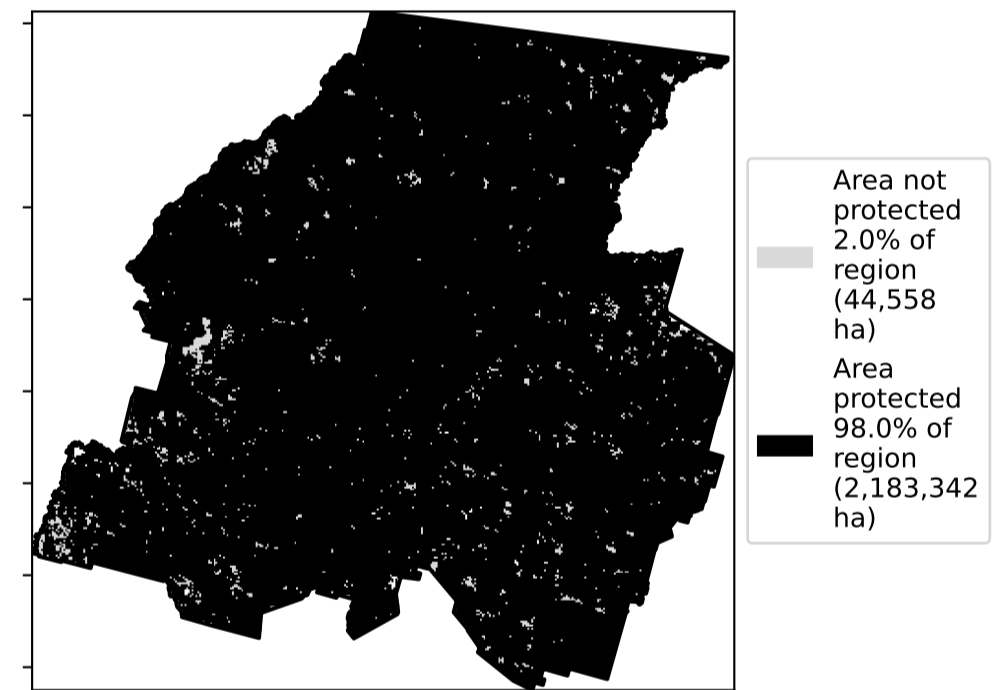 Area not
protected
2.0% of
region
(44,558
ha)
Area
protected
98.0% of
region
(2,183,342
ha)